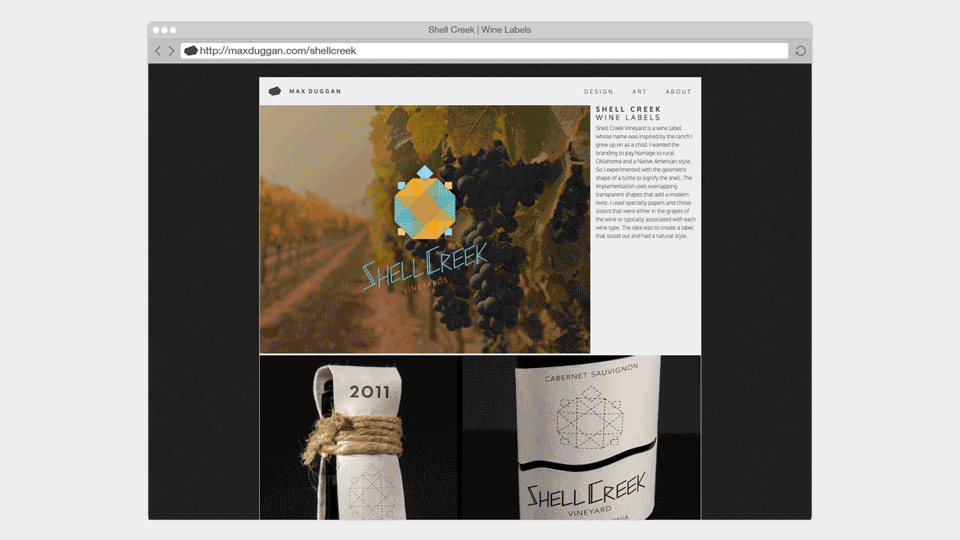 Shell Creek | Wine Labels
http://maxduggan.com/shellcreek
MAX DUGGAN
DESIGN ART ABOUT
SHELL CREEK
WINE LABELS
Shell Creek Vineyard is a wine label
whose name was inspired by the ranch I
grew up on as a child. I wanted the
branding to pay homage to rural
Oklahoma and a Native American style.
So I experimented with the geometric
shape of a turtle to signify the shell. The
implementation uses overlapping
transparent shapes that add a modern
twist. I used specialty papers and chose
colors that were either in the grapes of
the wine or typically associated with each
wine type. The idea was to create a label
that stood out and had a natural style.
SHELL CREEK
VINEYARDS
2011
CABERNET SAUVIGNON
SHELL CREEK
VINEYARD